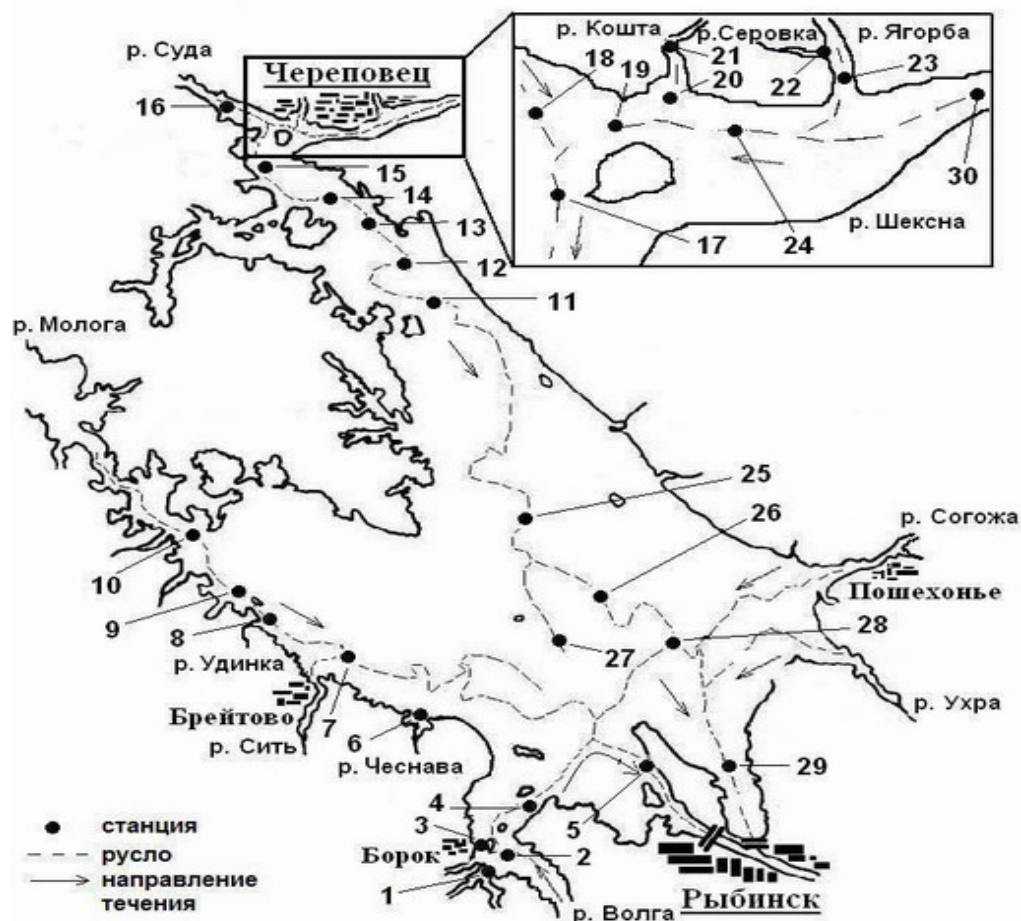 р. Суда
Череповец
16
15
14
13
12
11
р. Кошта
р.Серовка
р. Ягорба
18
19
21
20
22
23
30
17
24
р. Шексна
р. Молога
25
26
р. Согожа
Пошехонье
10
9
8
28
27
р. Удинка
Брейтово
7
р. Ухра
р. Сить
6
р. Чеснава
29
4
5
3
Борок
2
1
Рыбинск
р. Волга
станция
русло
направление
течения